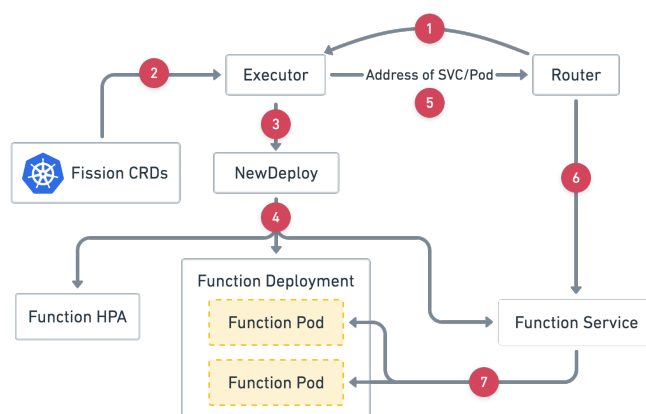 1
2
Executor
Address of SVC/Pod
Router
5
3
Fission CRDs
NewDeploy
6
4
Function Deployment
Function HPA
Function Pod
Function Service
Function Pod
7